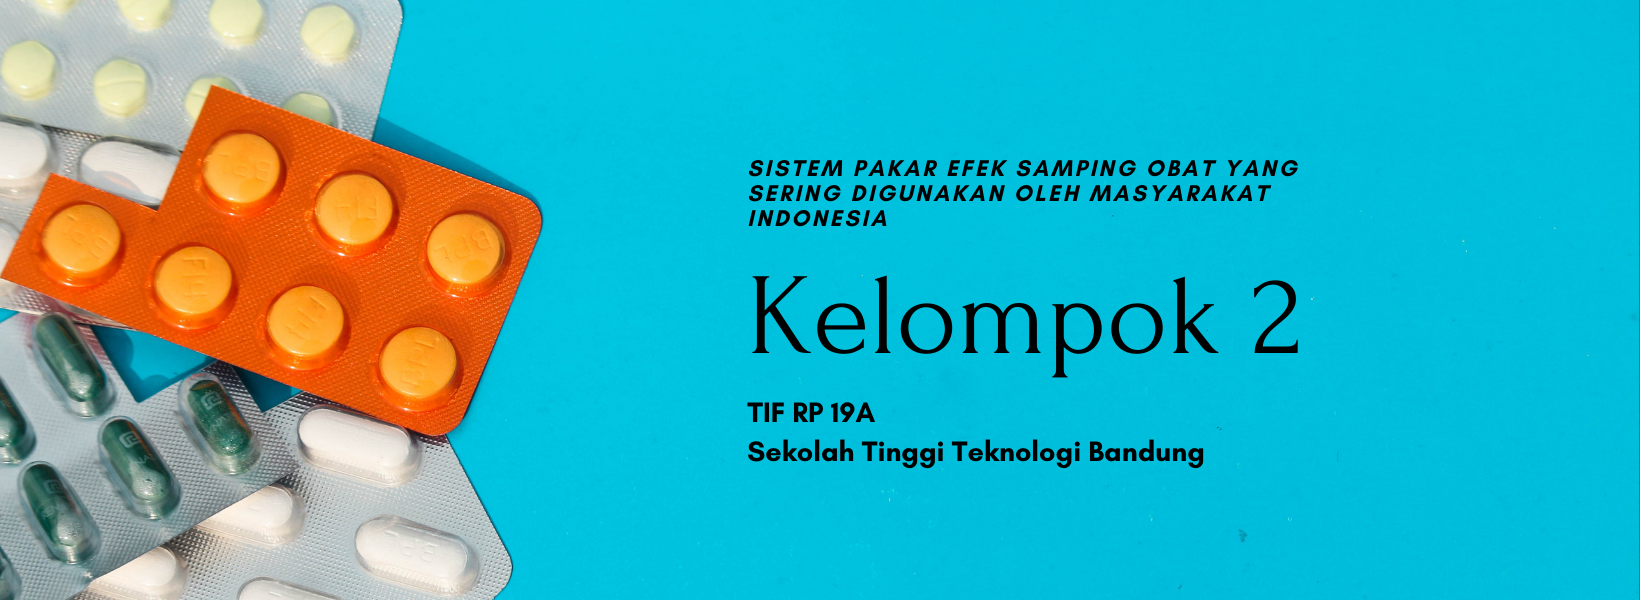 SISTEM PAKAR EFEK SAMPING OBAT YANG
SERING DIGUNAKAN OLEH MASYARAKAT
INDONESIA
Kelompok 2
TIF RP 19A
Sekolah Tinggi Teknologi Bandung